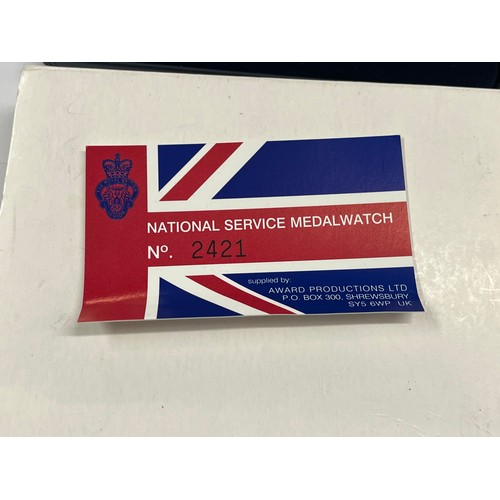 NATIONAL SERVICE MEDALWATCH
Nº. 2421
supplied by:
AWARD PRODUCTIONS LTD
P.O. BOX 300, SHREWSBURY
SY5 6WP UK